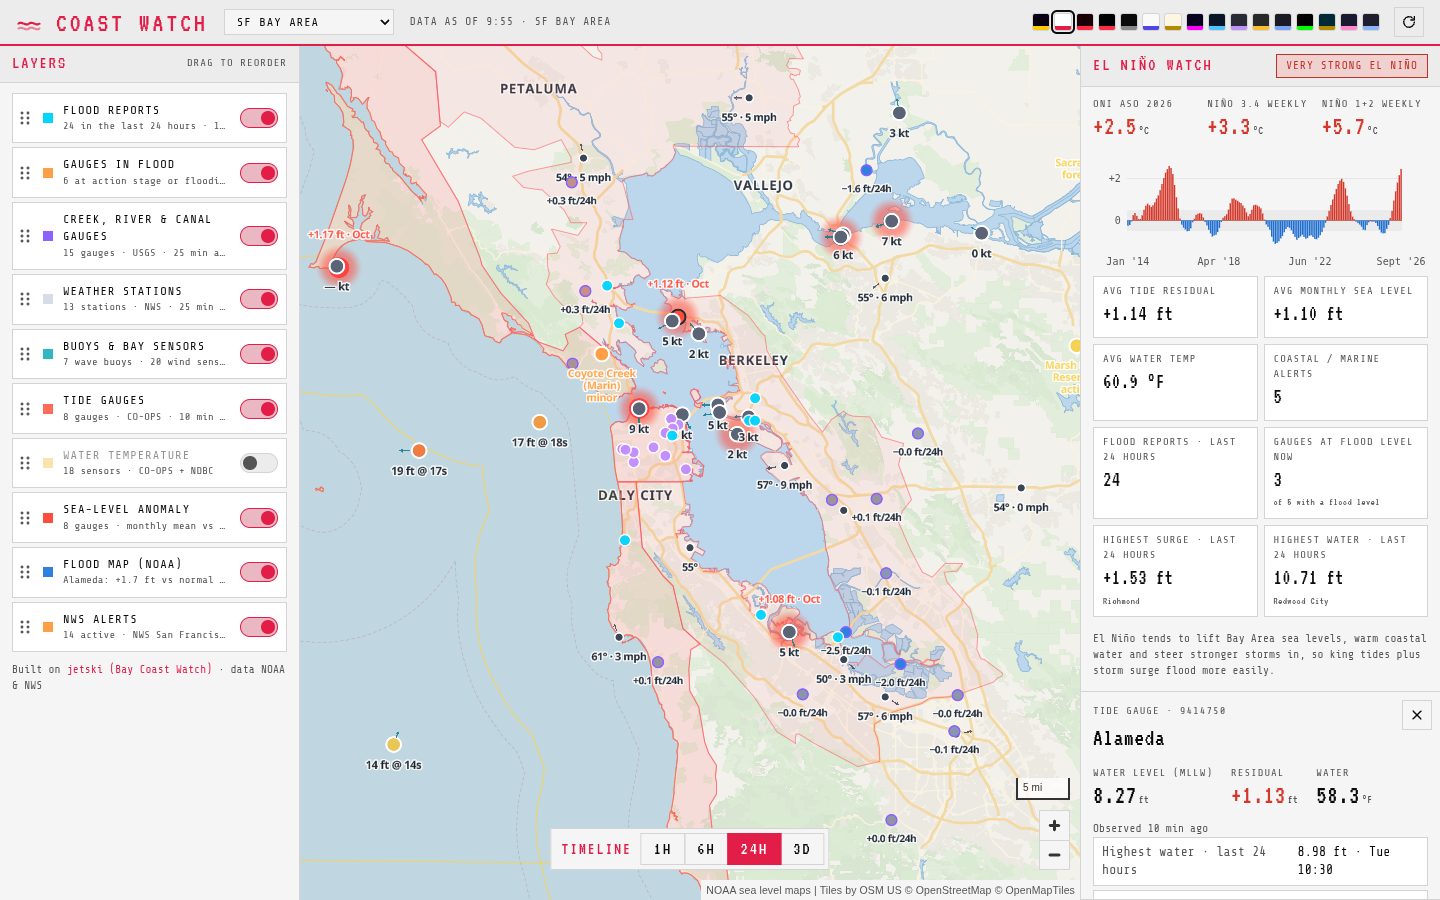 COAST WATCH
SF BAY AREA
DATA AS OF 9:55 · SF BAY AREA
LAYERS
DRAG TO REORDER
FLOOD REPORTS
24 in the last 24 hours · 1…
GAUGES IN FLOOD
6 at action stage or floodi…
CREEK, RIVER & CANAL
GAUGES
15 gauges · USGS · 25 min a…
WEATHER STATIONS
13 stations · NWS · 25 min …
BUOYS & BAY SENSORS
7 wave buoys · 20 wind sens…
TIDE GAUGES
8 gauges · CO-OPS · 10 min …
WATER TEMPERATURE
18 sensors · CO-OPS + NDBC
SEA-LEVEL ANOMALY
8 gauges · monthly mean vs …
FLOOD MAP (NOAA)
Alameda: +1.7 ft vs normal …
NWS ALERTS
14 active · NWS San Francis…
Built on jetski (Bay Coast Watch) · data NOAA
& NWS
PETALUMA
55° · 5 mph
3 kt
54° · 5 mph
+0.3 ft/24h
VALLEJO
−1.6 ft/24h
Sacra
fore
+1.17 ft · Oct
— kt
6 kt
7 kt
0 kt
+1.12 ft · Oct
55° · 6 mph
+0.3 ft/24h
5 kt
2 kt
BERKELEY
Coyote Creek
(Marin)
minor
Marsh
Reser
acti
9 kt
kt
5 kt
3 kt
2 kt
17 ft @ 18s
19 ft @ 17s
−0.0 ft/24h
57° · 9 mph
DALY CITY
54° · 0 mph
+0.1 ft/24h
55°
−0.1 ft/24h
+1.08 ft · Oct
5 kt
−2.5 ft/24h
61° · 3 mph
+0.1 ft/24h
50° · 3 mph
−2.0 ft/24h
−0.0 ft/24h
57° · 6 mph
−0.0 ft/24h
−0.1 ft/24h
14 ft @ 14s
+0.0 ft/24h
5 mi
+
−
TIMELINE
1H
6H
24H
3D
NOAA sea level maps | Tiles by OSM US © OpenStreetMap © OpenMapTiles
EL NIÑO WATCH
VERY STRONG EL NIÑO
ONI ASO 2026
NIÑO 3.4 WEEKLY
NIÑO 1+2 WEEKLY
+2.5 °C
+3.3 °C
+5.7 °C
+2
0
Jan '14
Apr '18
Jun '22
Sept '26
AVG TIDE RESIDUAL
+1.14 ft
AVG MONTHLY SEA LEVEL
+1.10 ft
AVG WATER TEMP
60.9 °F
COASTAL / MARINE
ALERTS
5
FLOOD REPORTS · LAST
24 HOURS
24
GAUGES AT FLOOD LEVEL
NOW
3
of 5 with a flood level
HIGHEST SURGE · LAST
24 HOURS
+1.53 ft
Richmond
HIGHEST WATER · LAST
24 HOURS
10.71 ft
Redwood City
El Niño tends to lift Bay Area sea levels, warm coastal
water and steer stronger storms in, so king tides plus
storm surge flood more easily.
TIDE GAUGE · 9414750
Alameda
WATER LEVEL (MLLW)
RESIDUAL
WATER
8.27 ft
+1.13 ft
58.3 °F
Observed 10 min ago
Highest water · last 24
hours
8.98 ft · Tue
10:30